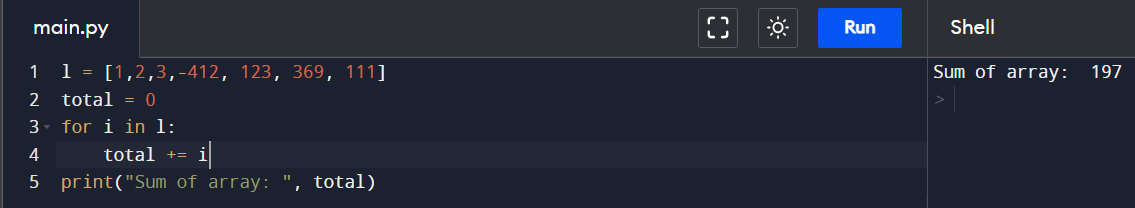 main.py Run Shell
1 l = [1,2,3,-412, 123, 369, 111]
2 total = 0
3 for i in l:
4     total += i
5 print("Sum of array: ", total)
Sum of array:  197
>